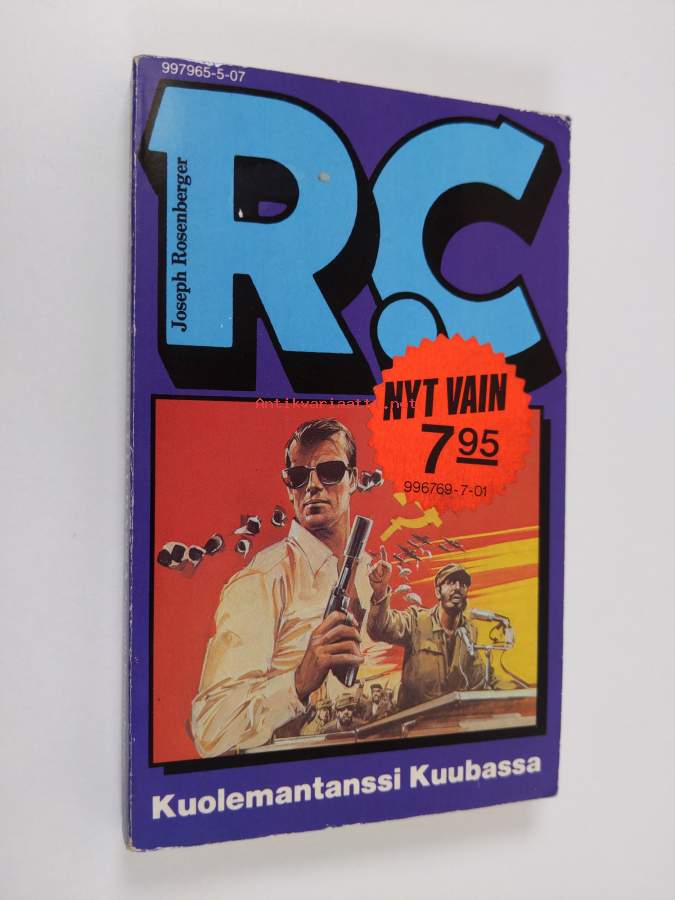 997965-5-07
Joseph Rosenberger
R.C
NYT VAIN
7 95
996769-7-01
Antikvariaatti.net
Kuolemantanssi Kuubassa